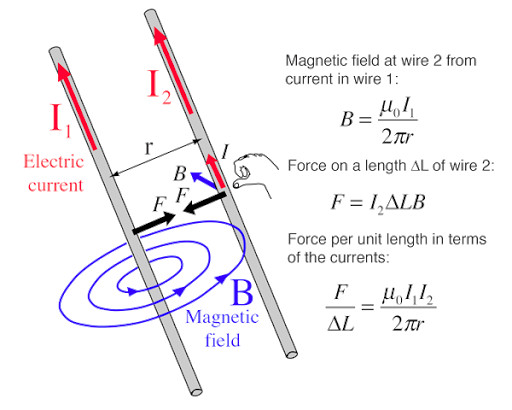 I₁
Electric
current
I₂
r
I
B
F
F
B
Magnetic
field
Magnetic field at wire 2 from
current in wire 1:
B = μ₀I₁ / 2πr
Force on a length ΔL of wire 2:
F = I₂ΔLB
Force per unit length in terms
of the currents:
F / ΔL = μ₀I₁I₂ / 2πr